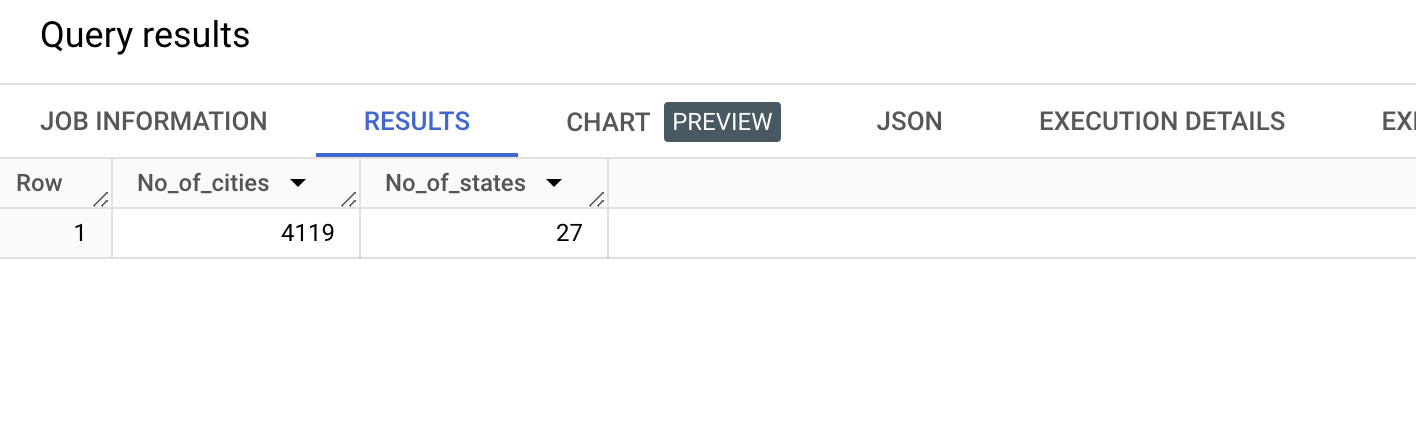 Query results
JOB INFORMATION RESULTS CHART PREVIEW JSON EXECUTION DETAILS
Row No_of_cities No_of_states
1 4119 27